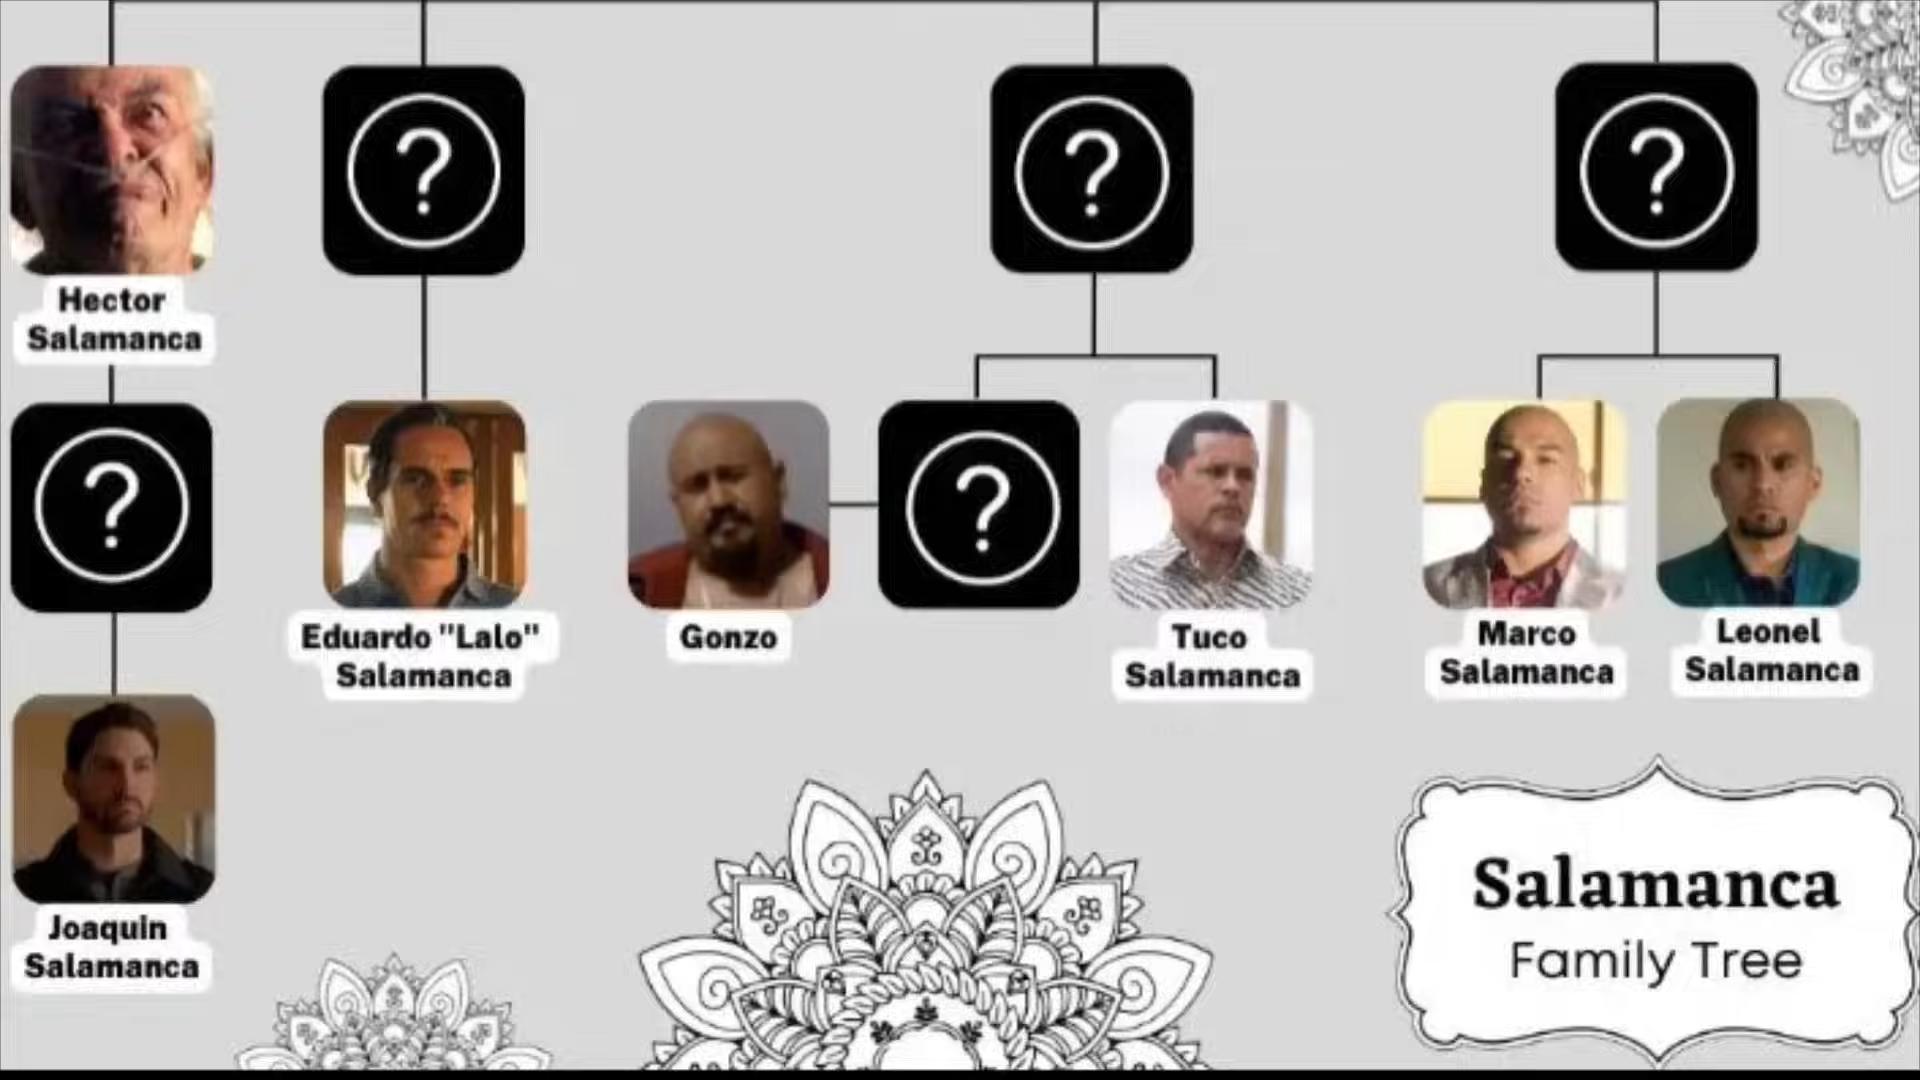 ?
?
?
Hector
Salamanca
?
?
Eduardo "Lalo"
Salamanca
Gonzo
Tuco
Salamanca
Marco
Salamanca
Leonel
Salamanca
Joaquin
Salamanca
Salamanca
Family Tree